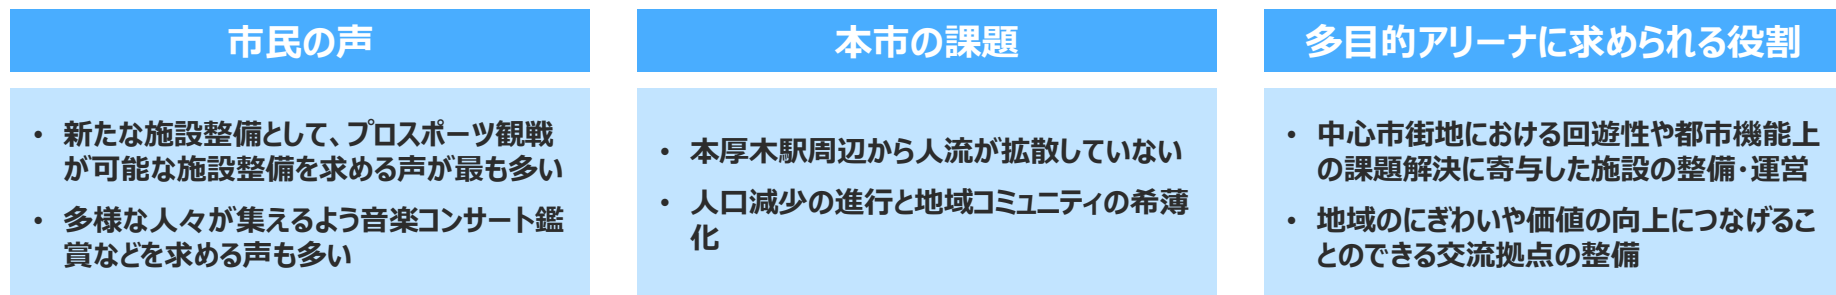 市民の声
• 新たな施設整備として、プロスポーツ観戦
が可能な施設整備を求める声が最も多い
• 多様な人々が集えるよう音楽コンサート鑑
賞などを求める声も多い
本市の課題
• 本厚木駅周辺から人流が拡散していない
• 人口減少の進行と地域コミュニティの希薄
化
多目的アリーナに求められる役割
• 中心市街地における回遊性や都市機能上
の課題解決に寄与した施設の整備・運営
• 地域のにぎわいや価値の向上につなげるこ
とのできる交流拠点の整備